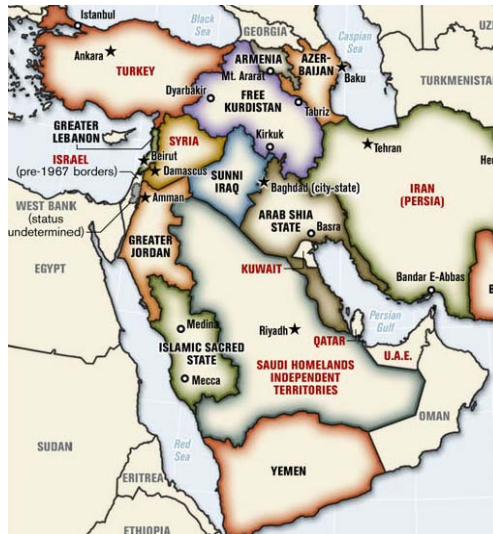 Istanbul
Black
Sea
GEORGIA
Caspian
Sea
UZ
Ankara
TURKEY
ARMENIA
Mt. Ararat
AZER-
BAIJAN
Baku
TURKMENISTAN
Dyarbakir
FREE
KURDISTAN
Tabriz
GREATER
LEBANON
SYRIA
Kirkuk
Tehran
Her
ISRAEL
(pre-1967 borders)
Beirut
Damascus
SUNNI
IRAQ
Baghdad (city-state)
IRAN
(PERSIA)
WEST BANK
(status
undetermined)
Amman
ARAB SHIA
STATE
Basra
GREATER
JORDAN
EGYPT
KUWAIT
Bandar E-Abbas
B
Persian
Gulf
Medina
Riyadh
QATAR
U.A.E.
ISLAMIC SACRED
STATE
SAUDI HOMELANDS
INDEPENDENT
TERRITORIES
Mecca
OMAN
SUDAN
Red
Sea
YEMEN
ERITREA
ETHIOPIA